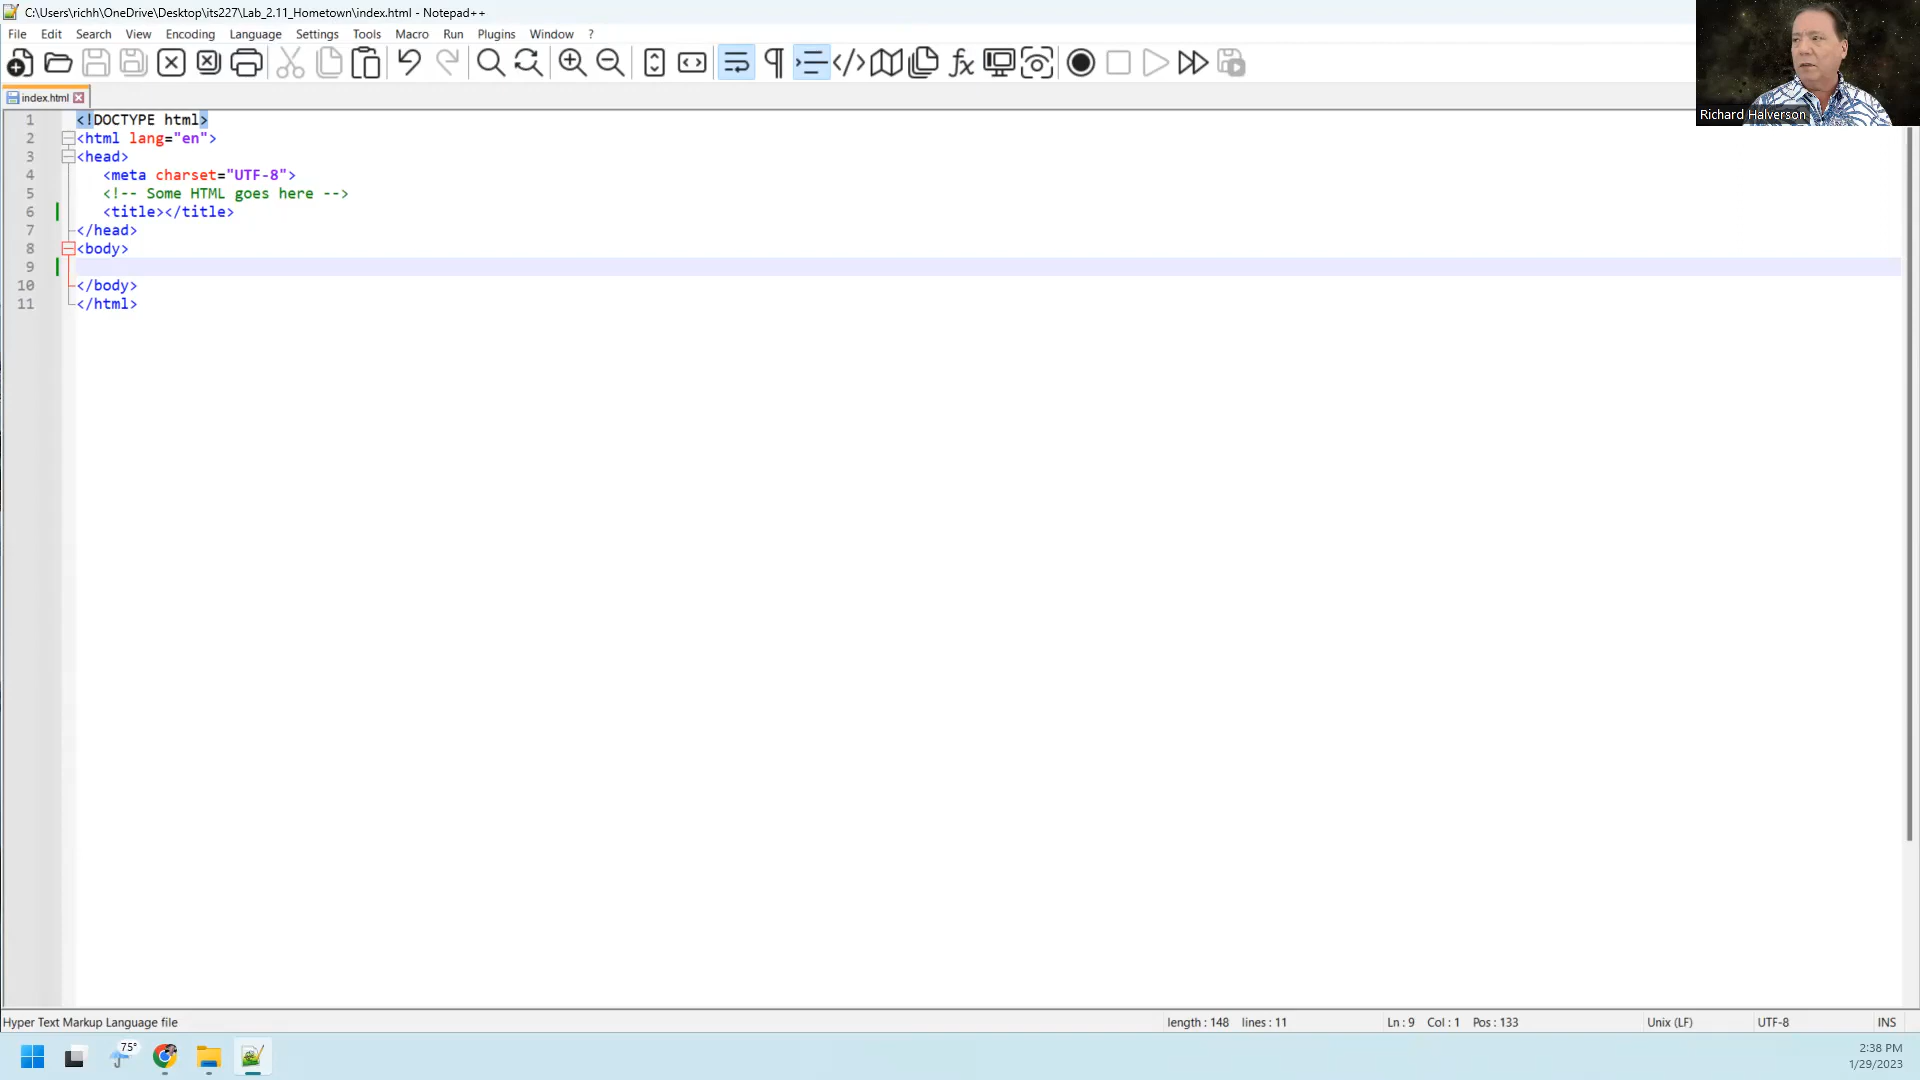 C:\Users\richh\OneDrive\Desktop\its227\Lab_2.11_Hometown\index.html - Notepad++
File Edit Search View Encoding Language Settings Tools Macro Run Plugins Window ?
Richard Halverson
index.html
1 <!DOCTYPE html>
2 <html lang="en">
3 <head>
4 <meta charset="UTF-8">
5 <!-- Some HTML goes here -->
6 <title></title>
7 </head>
8 <body>
9
10 </body>
11 </html>
Hyper Text Markup Language file length : 148 lines : 11 Ln : 9 Col : 1 Pos : 133 Unix (LF) UTF-8 INS
75°
2:38 PM
1/29/2023